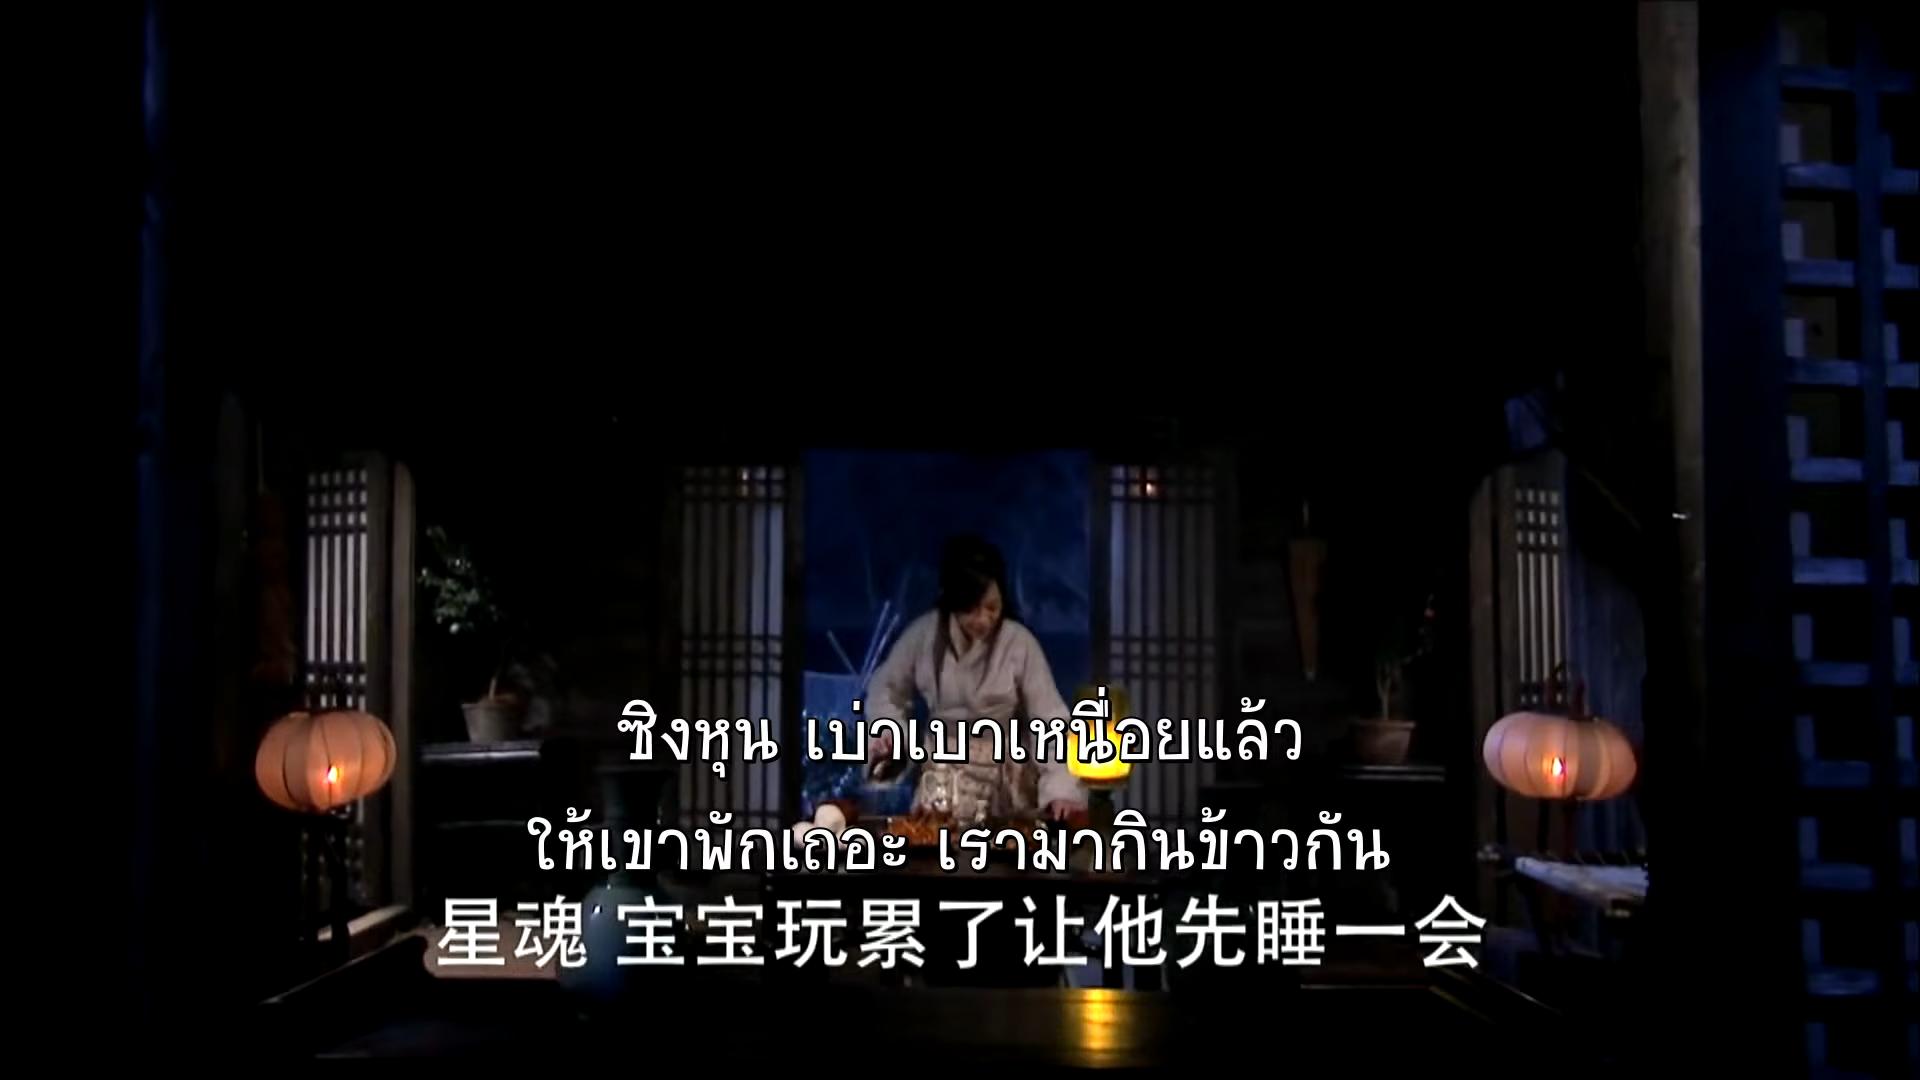 ซิงหุน เบ่าเบาเหนื่อยแล้ว
ให้เขาพักเถอะ เรามากินข้าวกัน
星魂 宝宝玩累了让他先睡一会